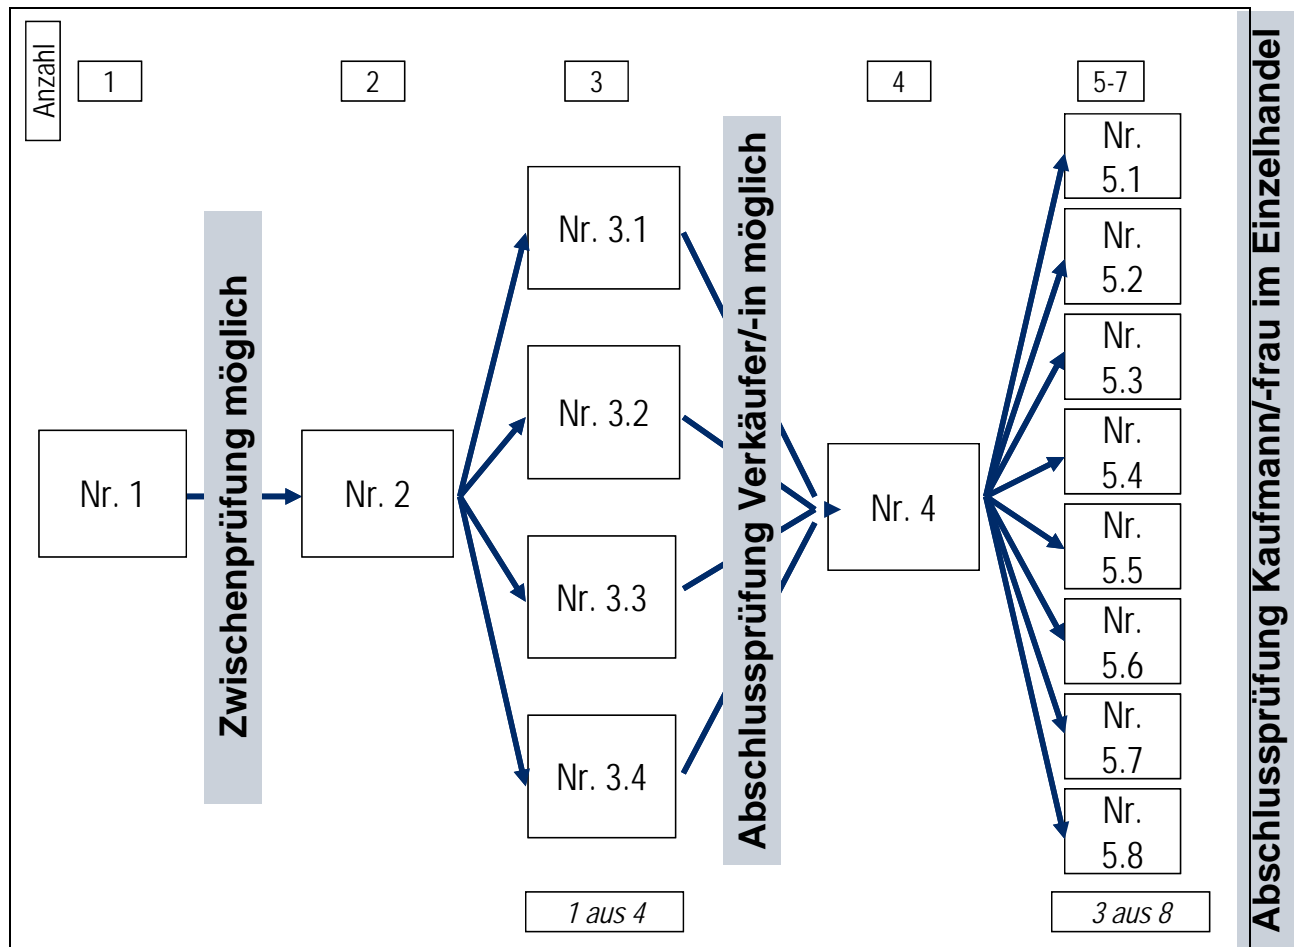 Anzahl
1
2
3
4
5-7
Nr. 1
Zwischenprüfung möglich
Nr. 2
Nr. 3.1
Nr. 3.2
Nr. 3.3
Nr. 3.4
1 aus 4
Abschlussprüfung Verkäufer/-in möglich
Nr. 4
Nr.
5.1
Nr.
5.2
Nr.
5.3
Nr.
5.4
Nr.
5.5
Nr.
5.6
Nr.
5.7
Nr.
5.8
3 aus 8
Abschlussprüfung Kaufmann/-frau im Einzelhandel